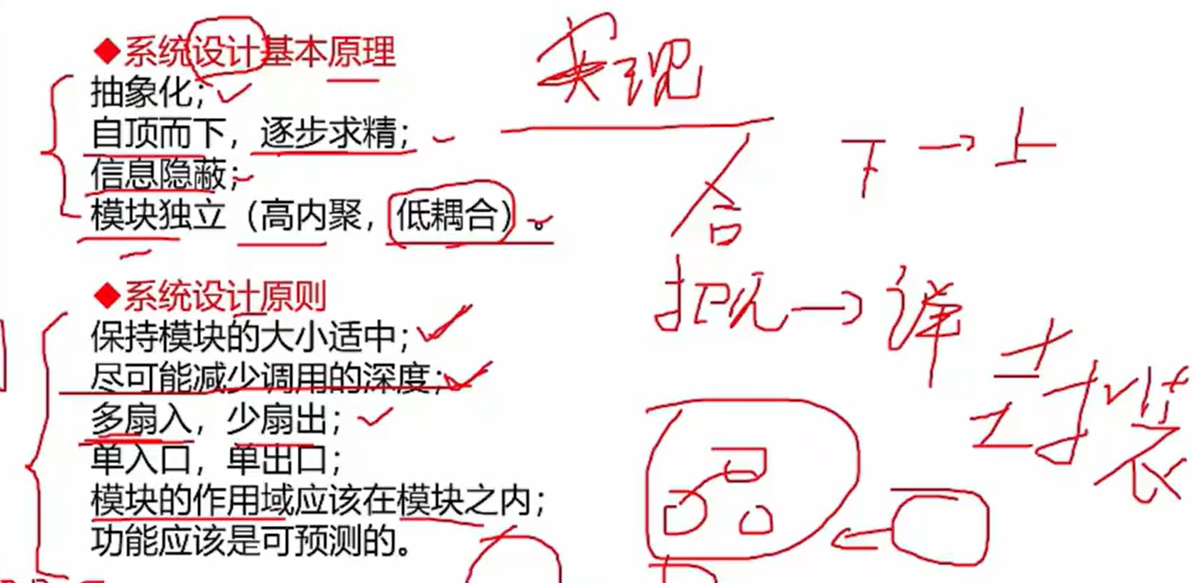 ◆系统设计基本原理
抽象化；
自顶而下，逐步求精；
信息隐蔽；
模块独立（高内聚，低耦合）。
◆系统设计原则
保持模块的大小适中；
尽可能减少调用的深度；
多扇入，少扇出；
单入口，单出口；
模块的作用域应该在模块之内；
功能应该是可预测的。
实现
下→上
合
→详
封装